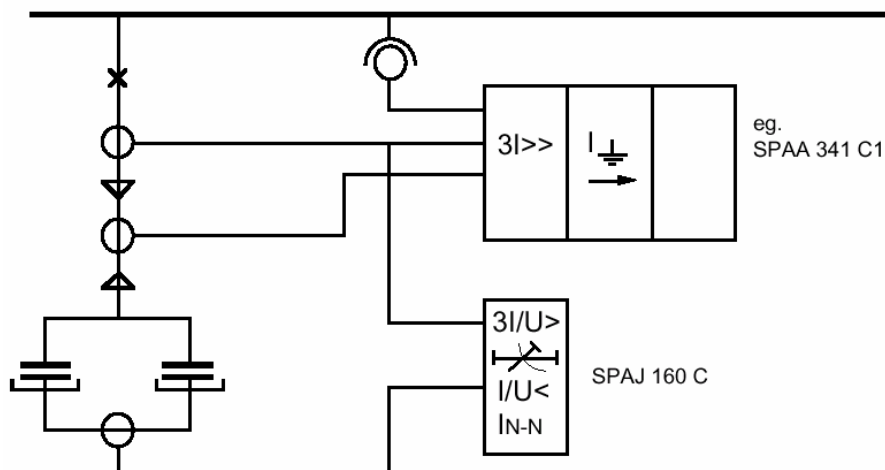 3I>>
I
eg.
SPAA 341 C1
3I/U>
I/U<
IN-N
SPAJ 160 C